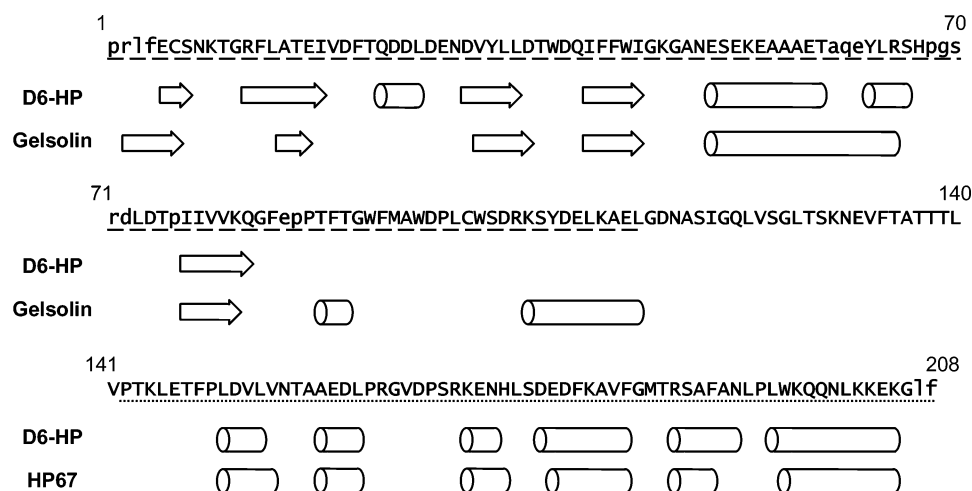 1 70
prlfECSNKTGRFLATEIVDFTQDDLDENDVYLLDTWDQIFFWIGKGANESEKEAAAETaqeYLRSHpgs
D6-HP
Gelsolin
71 140
rdLDTpIIVVKQGFepPTFTGWFMAWDPLCWSDRKSYDELKAELGDNASIGQLVSGLTSKNEVFTATTTL
D6-HP
Gelsolin
141 208
VPTKLETFPLDVLVNTAAEDLPRGVDPSRKENHLSDEDFKAVFGMTRSAFANLPLWKQQNLKKEKGlf
D6-HP
HP67